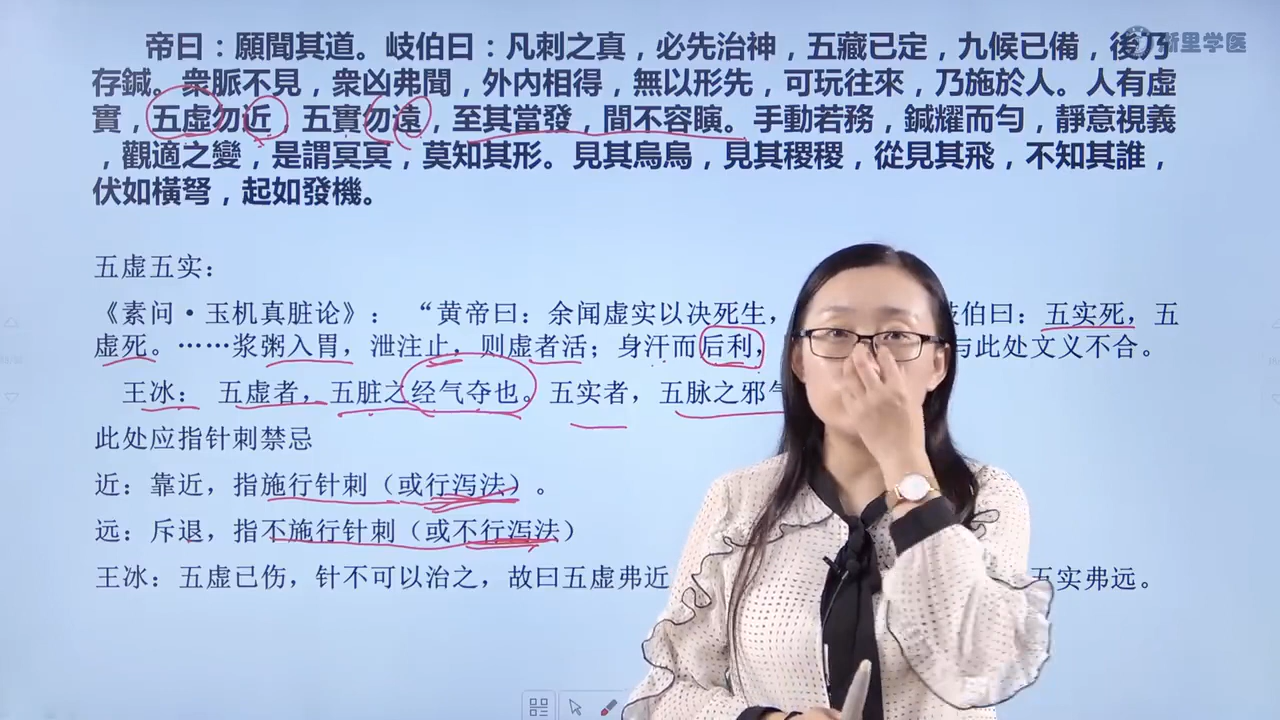 帝曰：願聞其道。岐伯曰：凡刺之真，必先治神，五藏已定，九候已備，後乃
存鍼。衆脈不見，衆凶弗聞，外內相得，無以形先，可玩往來，乃施於人。人有虛
實，五虛勿近，五實勿遠，至其當發，間不容瞚。手動若務，鍼耀而勻，靜意視義
，觀適之變，是謂冥冥，莫知其形。見其烏烏，見其稷稷，從見其飛，不知其誰，
伏如橫弩，起如發機。
五虚五实：
《素问·玉机真脏论》：“黄帝曰：余闻虚实以决死生，岐伯曰：五实死，五
虚死。……浆粥入胃，泄注止，则虚者活；身汗而后利，与此处文义不合。
王冰：五虚者，五脏之经气夺也。五实者，五脉之邪气
此处应指针刺禁忌
近：靠近，指施行针刺（或行泻法）。
远：斥退，指不施行针刺（或不行泻法）
王冰：五虚已伤，针不可以治之，故曰五虚弗近 五实弗远。
新里学医